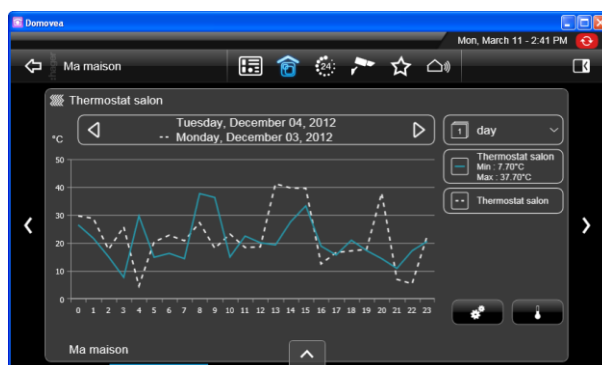 Domovea
Mon, March 11 - 2:41 PM
Ma maison
24
Thermostat salon
Tuesday, December 04, 2012
-- Monday, December 03, 2012
1 day
°C
Thermostat salon
Min : 7.70°C
Max : 37.70°C
Thermostat salon
50
40
30
20
10
0
0 1 2 3 4 5 6 7 8 9 10 11 12 13 14 15 16 17 18 19 20 21 22 23
Ma maison